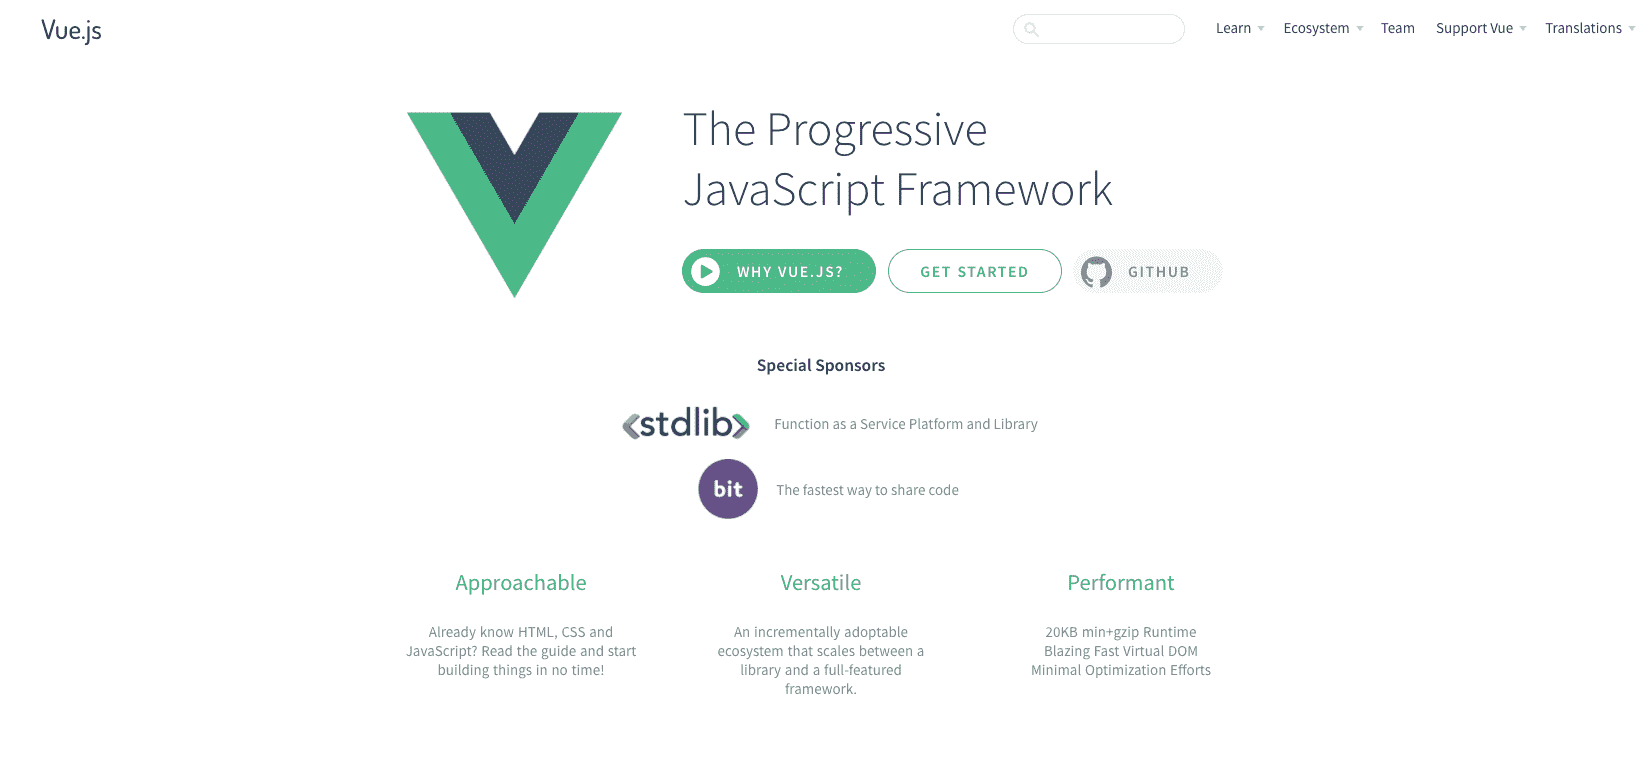 Vue.js
Learn
Ecosystem
Team
Support Vue
Translations
The Progressive
JavaScript Framework
WHY VUE.JS?
GET STARTED
GITHUB
Special Sponsors
<stdlib>
Function as a Service Platform and Library
bit
The fastest way to share code
Approachable
Already know HTML, CSS and
JavaScript? Read the guide and start
building things in no time!
Versatile
An incrementally adoptable
ecosystem that scales between a
library and a full-featured
framework.
Performant
20KB min+gzip Runtime
Blazing Fast Virtual DOM
Minimal Optimization Efforts